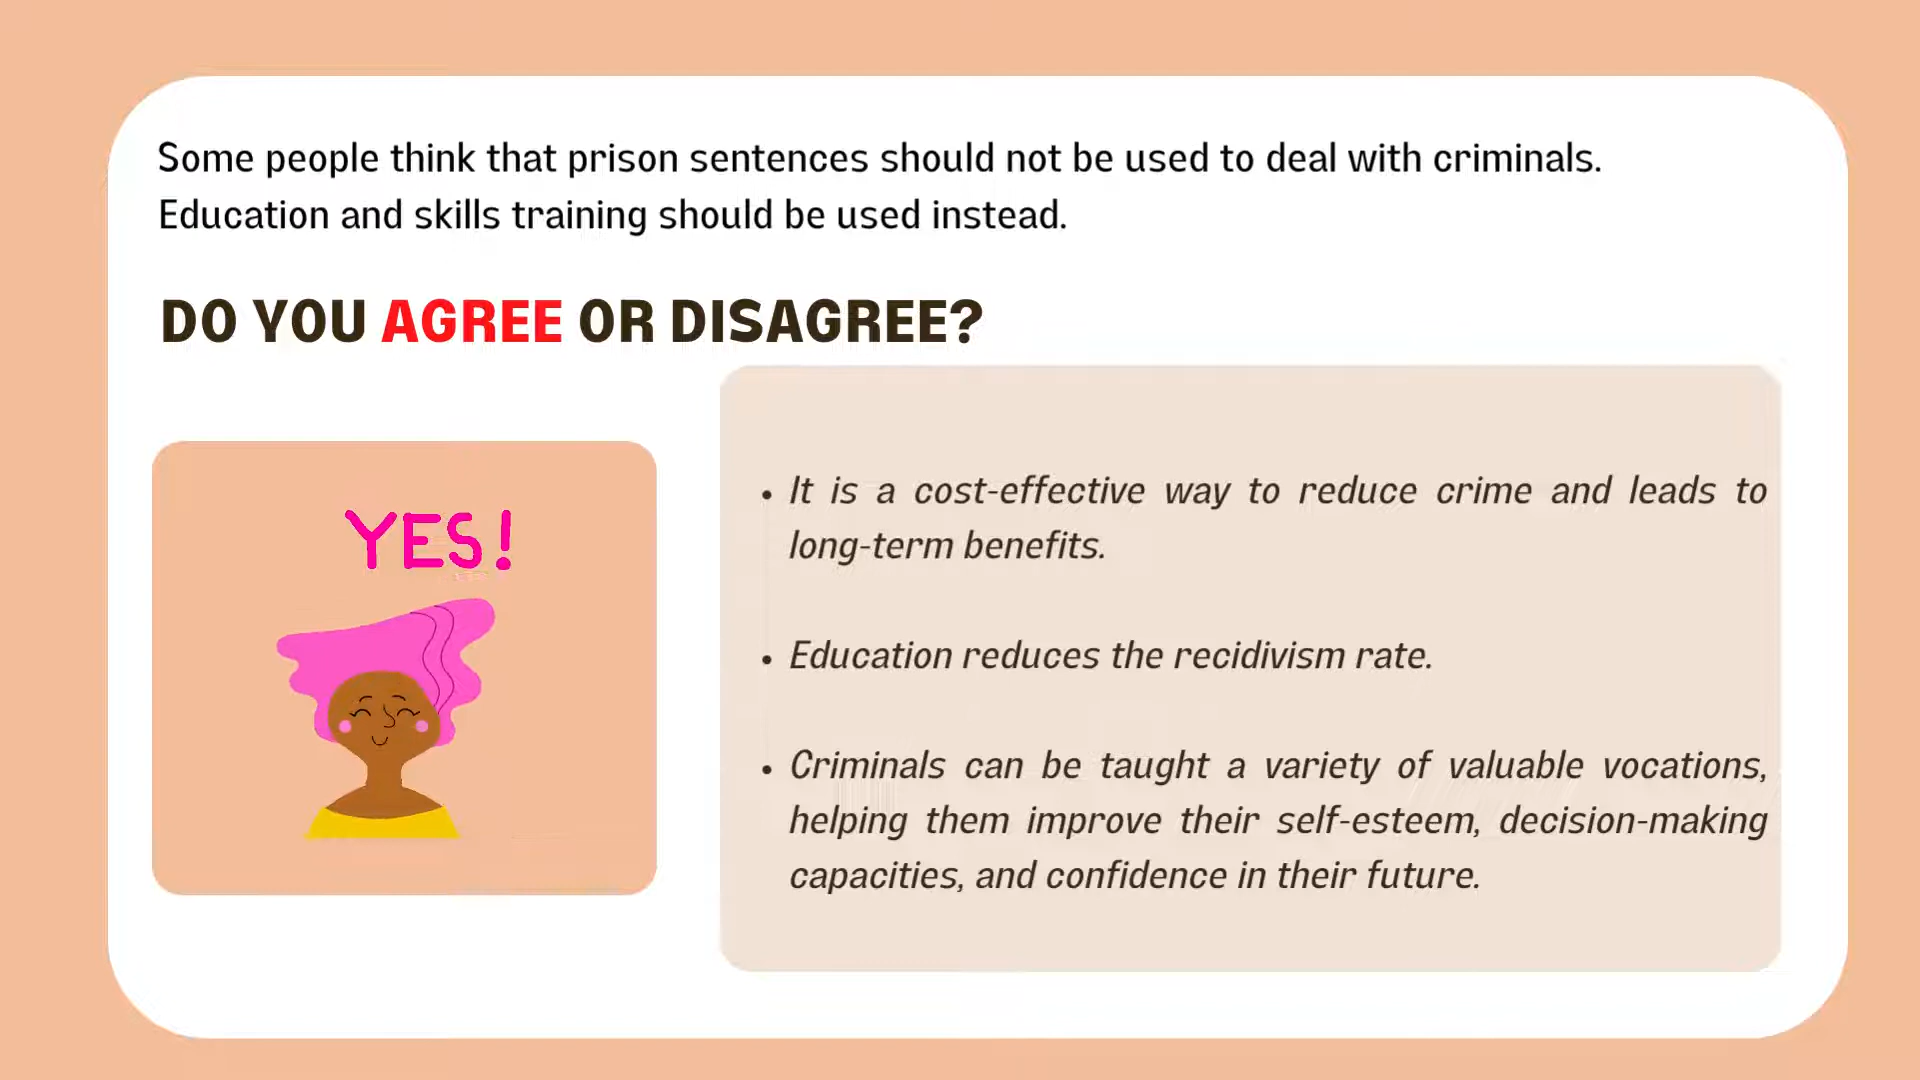 Some people think that prison sentences should not be used to deal with criminals.
Education and skills training should be used instead.
DO YOU AGREE OR DISAGREE?
YES!
• It is a cost-effective way to reduce crime and leads to
long-term benefits.
• Education reduces the recidivism rate.
• Criminals can be taught a variety of valuable vocations,
helping them improve their self-esteem, decision-making
capacities, and confidence in their future.